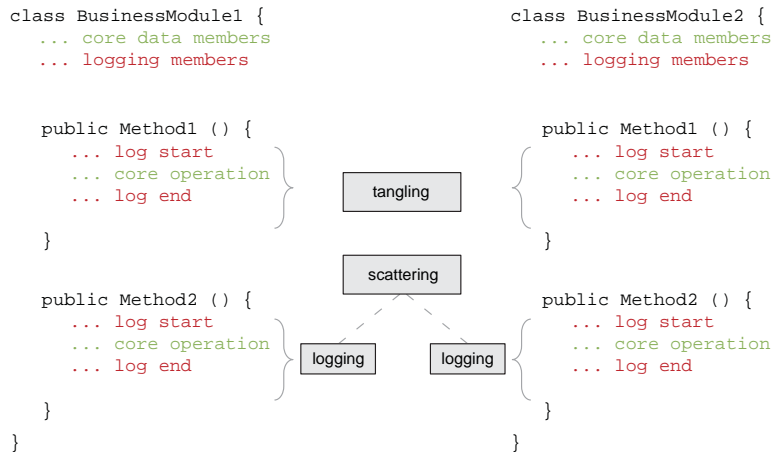 class BusinessModule1 {
... core data members
... logging members
public Method1 () {
... log start
... core operation
... log end
}
public Method2 () {
... log start
... core operation
... log end
}
}
tangling
scattering
logging
logging
class BusinessModule2 {
... core data members
... logging members
public Method1 () {
... log start
... core operation
... log end
}
public Method2 () {
... log start
... core operation
... log end
}
}